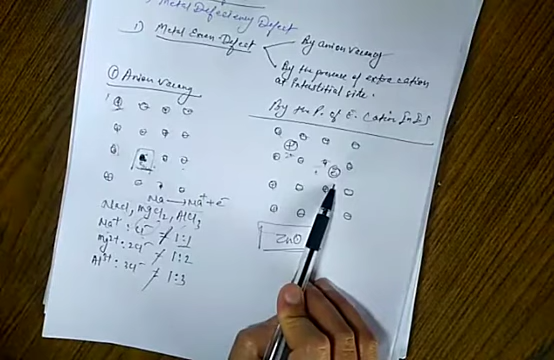 Metal Deficiency Defect
1) Metal Excess Defect
By anion vacancy
By the presence of extra cation
at Interstitial site.
① Anion Vacancy
By the P. of E. Cation In IS
Na → Na⁺ + e⁻
NaCl, MgCl₂, AlCl₃
Na⁺ : Cl⁻ ≠ 1:1
Mg²⁺ : 2Cl⁻ ≠ 1:2
Al³⁺ : 3Cl⁻ ≠ 1:3
ZnO